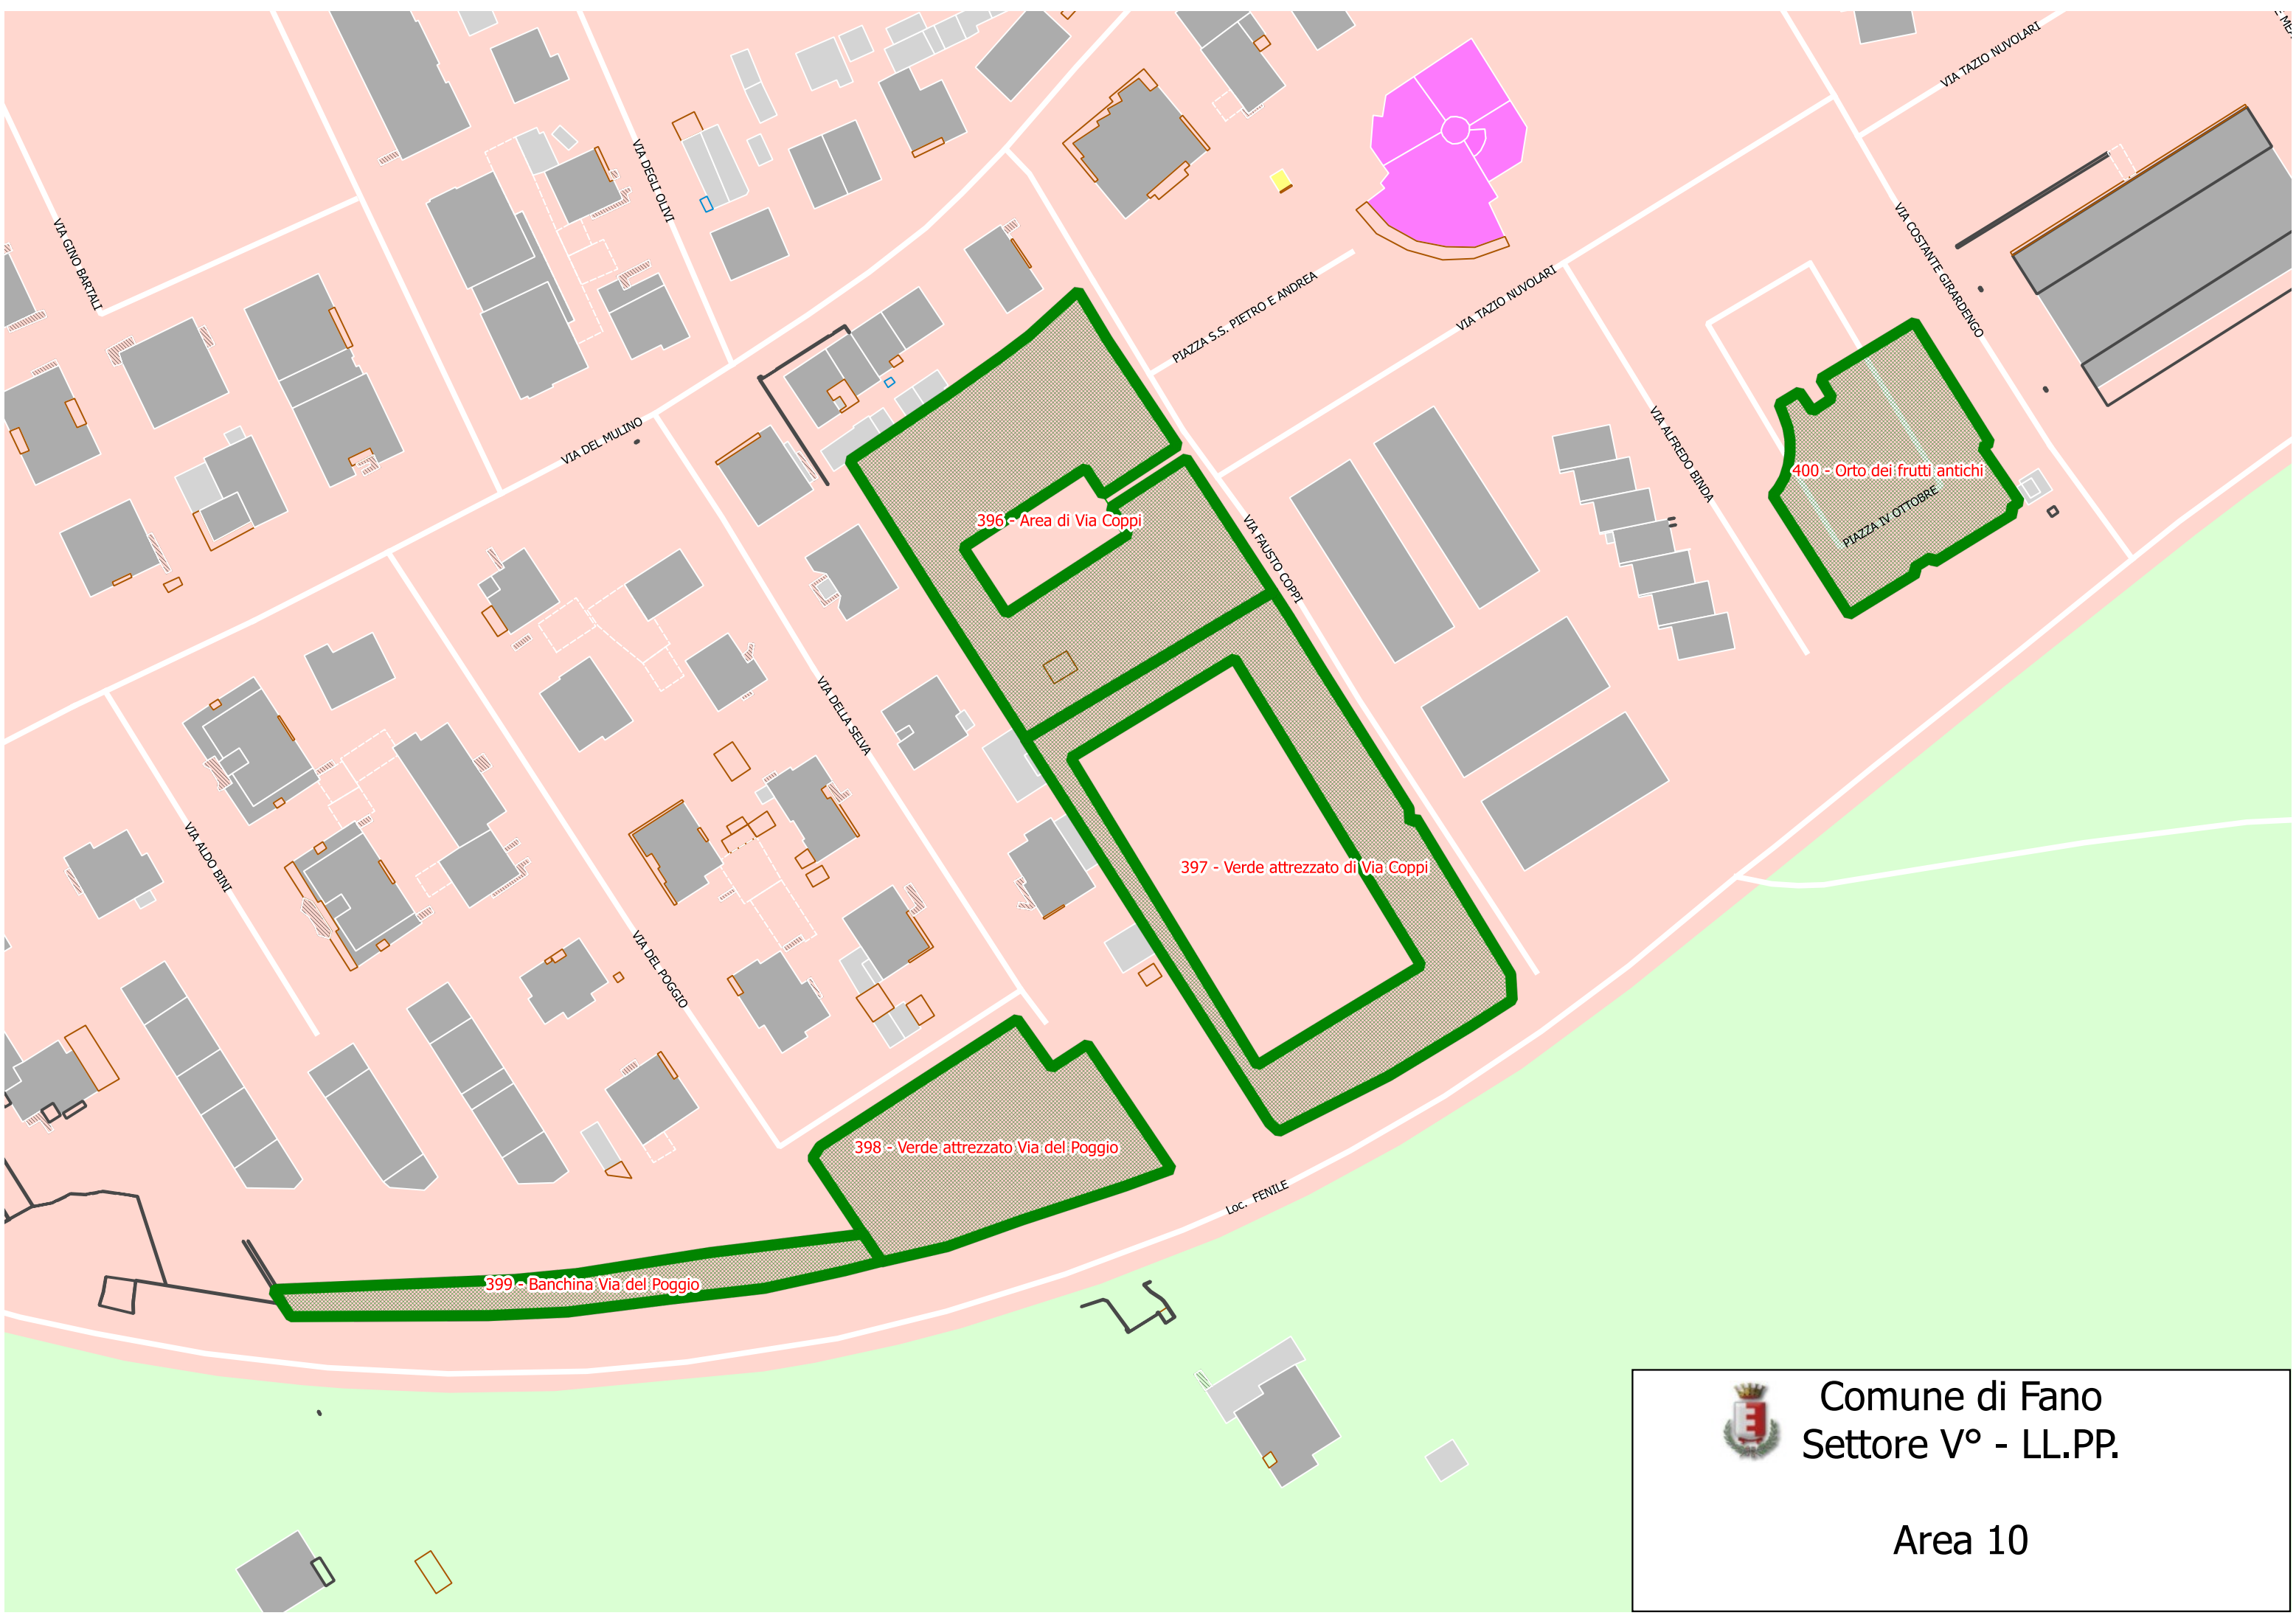 VIA TAZIO NUVOLARI
VIA DEGLI OLIVI
VIA GINO BARTALI
VIA COSTANTE GIRARDENGO
PIAZZA S.S. PIETRO E ANDREA
VIA TAZIO NUVOLARI
VIA DEL MULINO
VIA ALFREDO BINDA
400 - Orto dei frutti antichi
PIAZZA IV OTTOBRE
396 - Area di Via Coppi
VIA FAUSTO COPPI
VIA DELLA SELVA
VIA ALDO BINI
397 - Verde attrezzato di Via Coppi
VIA DEL POGGIO
398 - Verde attrezzato Via del Poggio
Loc. FENILE
399 - Banchina Via del Poggio
Comune di Fano
Settore V° - LL.PP.
Area 10